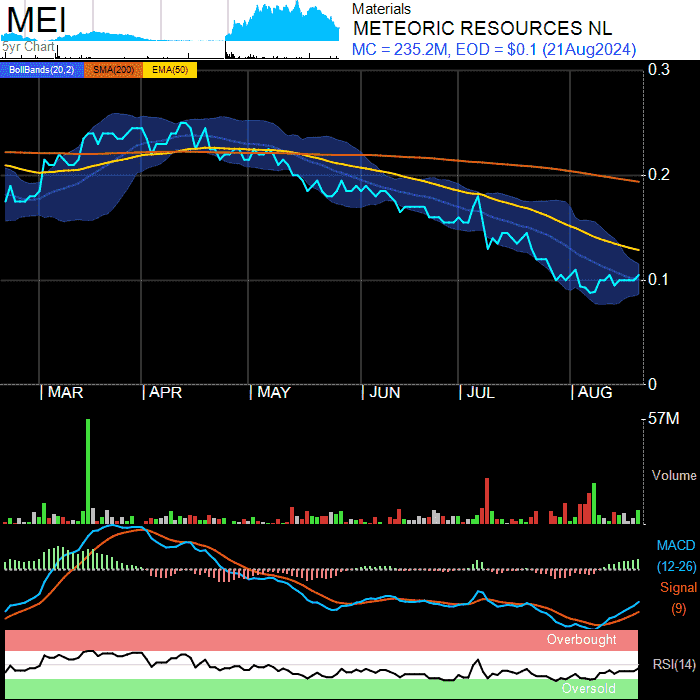 MEI
5yr Chart
Materials
METEORIC RESOURCES NL
MC = 235.2M, EOD = $0.1 (21Aug2024)
BollBands(20,2) SMA(200) EMA(50)
0.3
0.2
0.1
0
MAR APR MAY JUN JUL AUG
57M
Volume
MACD
(12-26)
Signal
(9)
Overbought
RSI(14)
Oversold